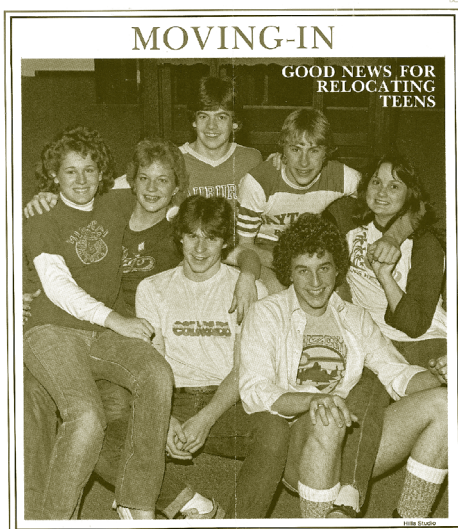 MOVING-IN
GOOD NEWS FOR
RELOCATING
TEENS
COLORADO
Hills Studio